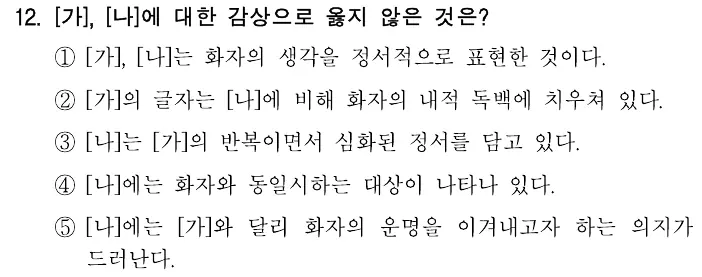 12. [가], [나]에 대한 감상으로 옳지 않은 것은?
① [가], [나]는 화자의 생각을 정서적으로 표현한 것이다.
② [가]의 글자는 [나]에 비해 화자의 내적 독백에 치우쳐 있다.
③ [나]는 [가]의 반복이면서 심화된 정서를 담고 있다.
④ [나]에는 화자와 동일시하는 대상이 나타나 있다.
⑤ [나]에는 [가]와 달리 화자의 운명을 이겨내고자 하는 의지가
드러난다.